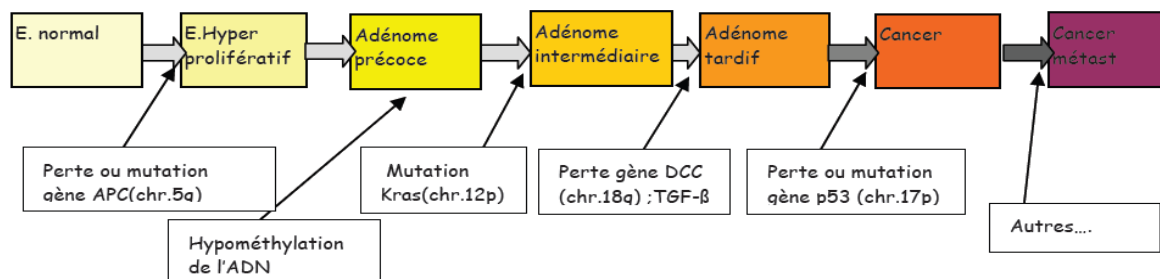 E. normal
E.Hyper
prolifératif
Adénome
précoce
Adénome
intermédiaire
Adénome
tardif
Cancer
Cancer
métast
Perte ou mutation
gène APC(chr.5q)
Hypométhylation
de l'ADN
Mutation
Kras(chr.12p)
Perte gène DCC
(chr.18q) ;TGF-ß
Perte ou mutation
gène p53 (chr.17p)
Autres....